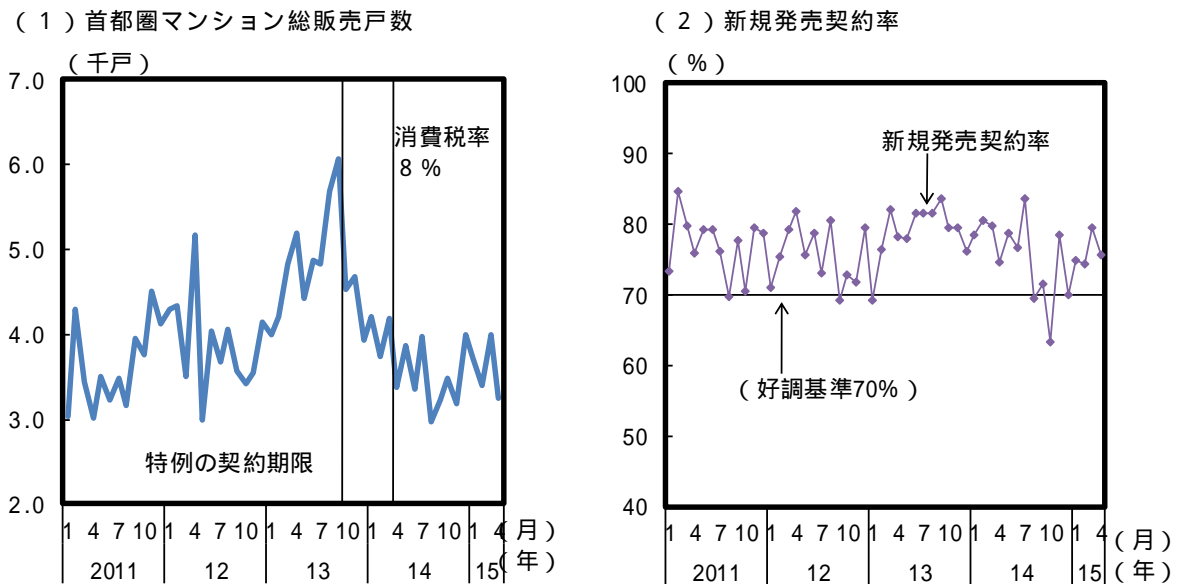 (1)首都圏マンション総販売戸数
(千戸)
7.0
6.0
5.0
4.0
3.0
2.0
消費税率
8%
特例の契約期限
1 4 7 10 1 4 7 10 1 4 7 10 1 4 7 10 1 4 (月)
2011 12 13 14 15 (年)
(2)新規発売契約率
(%)
100
90
80
70
60
50
40
新規発売契約率
(好調基準70%)
1 4 7 10 1 4 7 10 1 4 7 10 1 4 7 10 1 4 (月)
2011 12 13 14 15 (年)